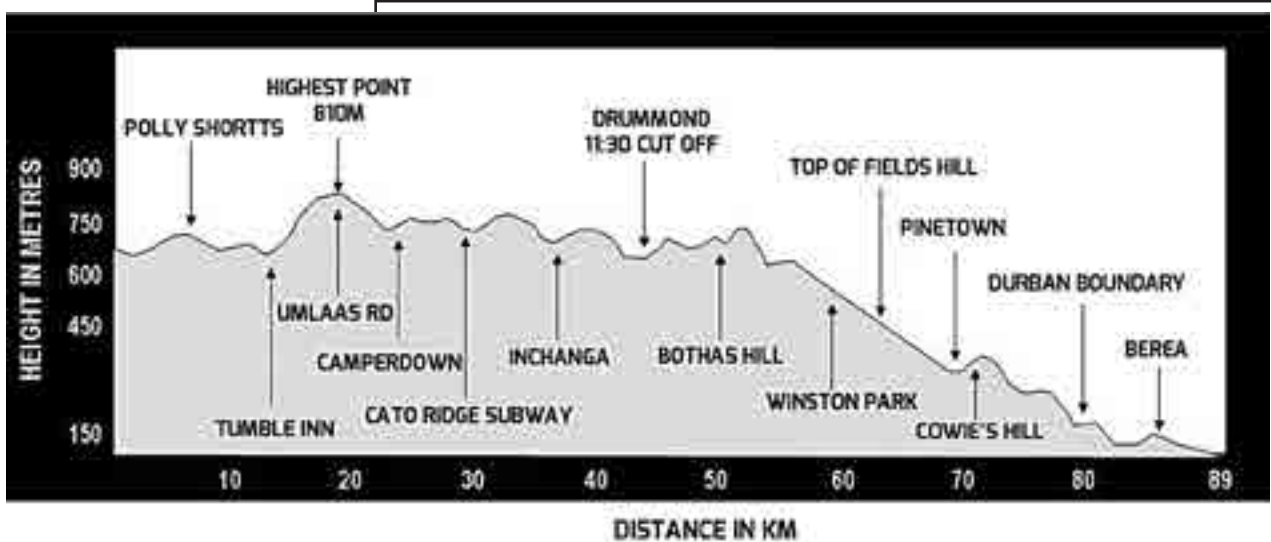 HIGHEST POINT
810M
POLLY SHORTTS
DRUMMOND
11:30 CUT OFF
TOP OF FIELDS HILL
PINETOWN
DURBAN BOUNDARY
BEREA
UMLAAS RD
CAMPERDOWN
INCHANGA
BOTHAS HILL
WINSTON PARK
TUMBLE INN
CATO RIDGE SUBWAY
COWIE'S HILL
HEIGHT IN METRES
900
750
600
450
150
10 20 30 40 50 60 70 80 89
DISTANCE IN KM